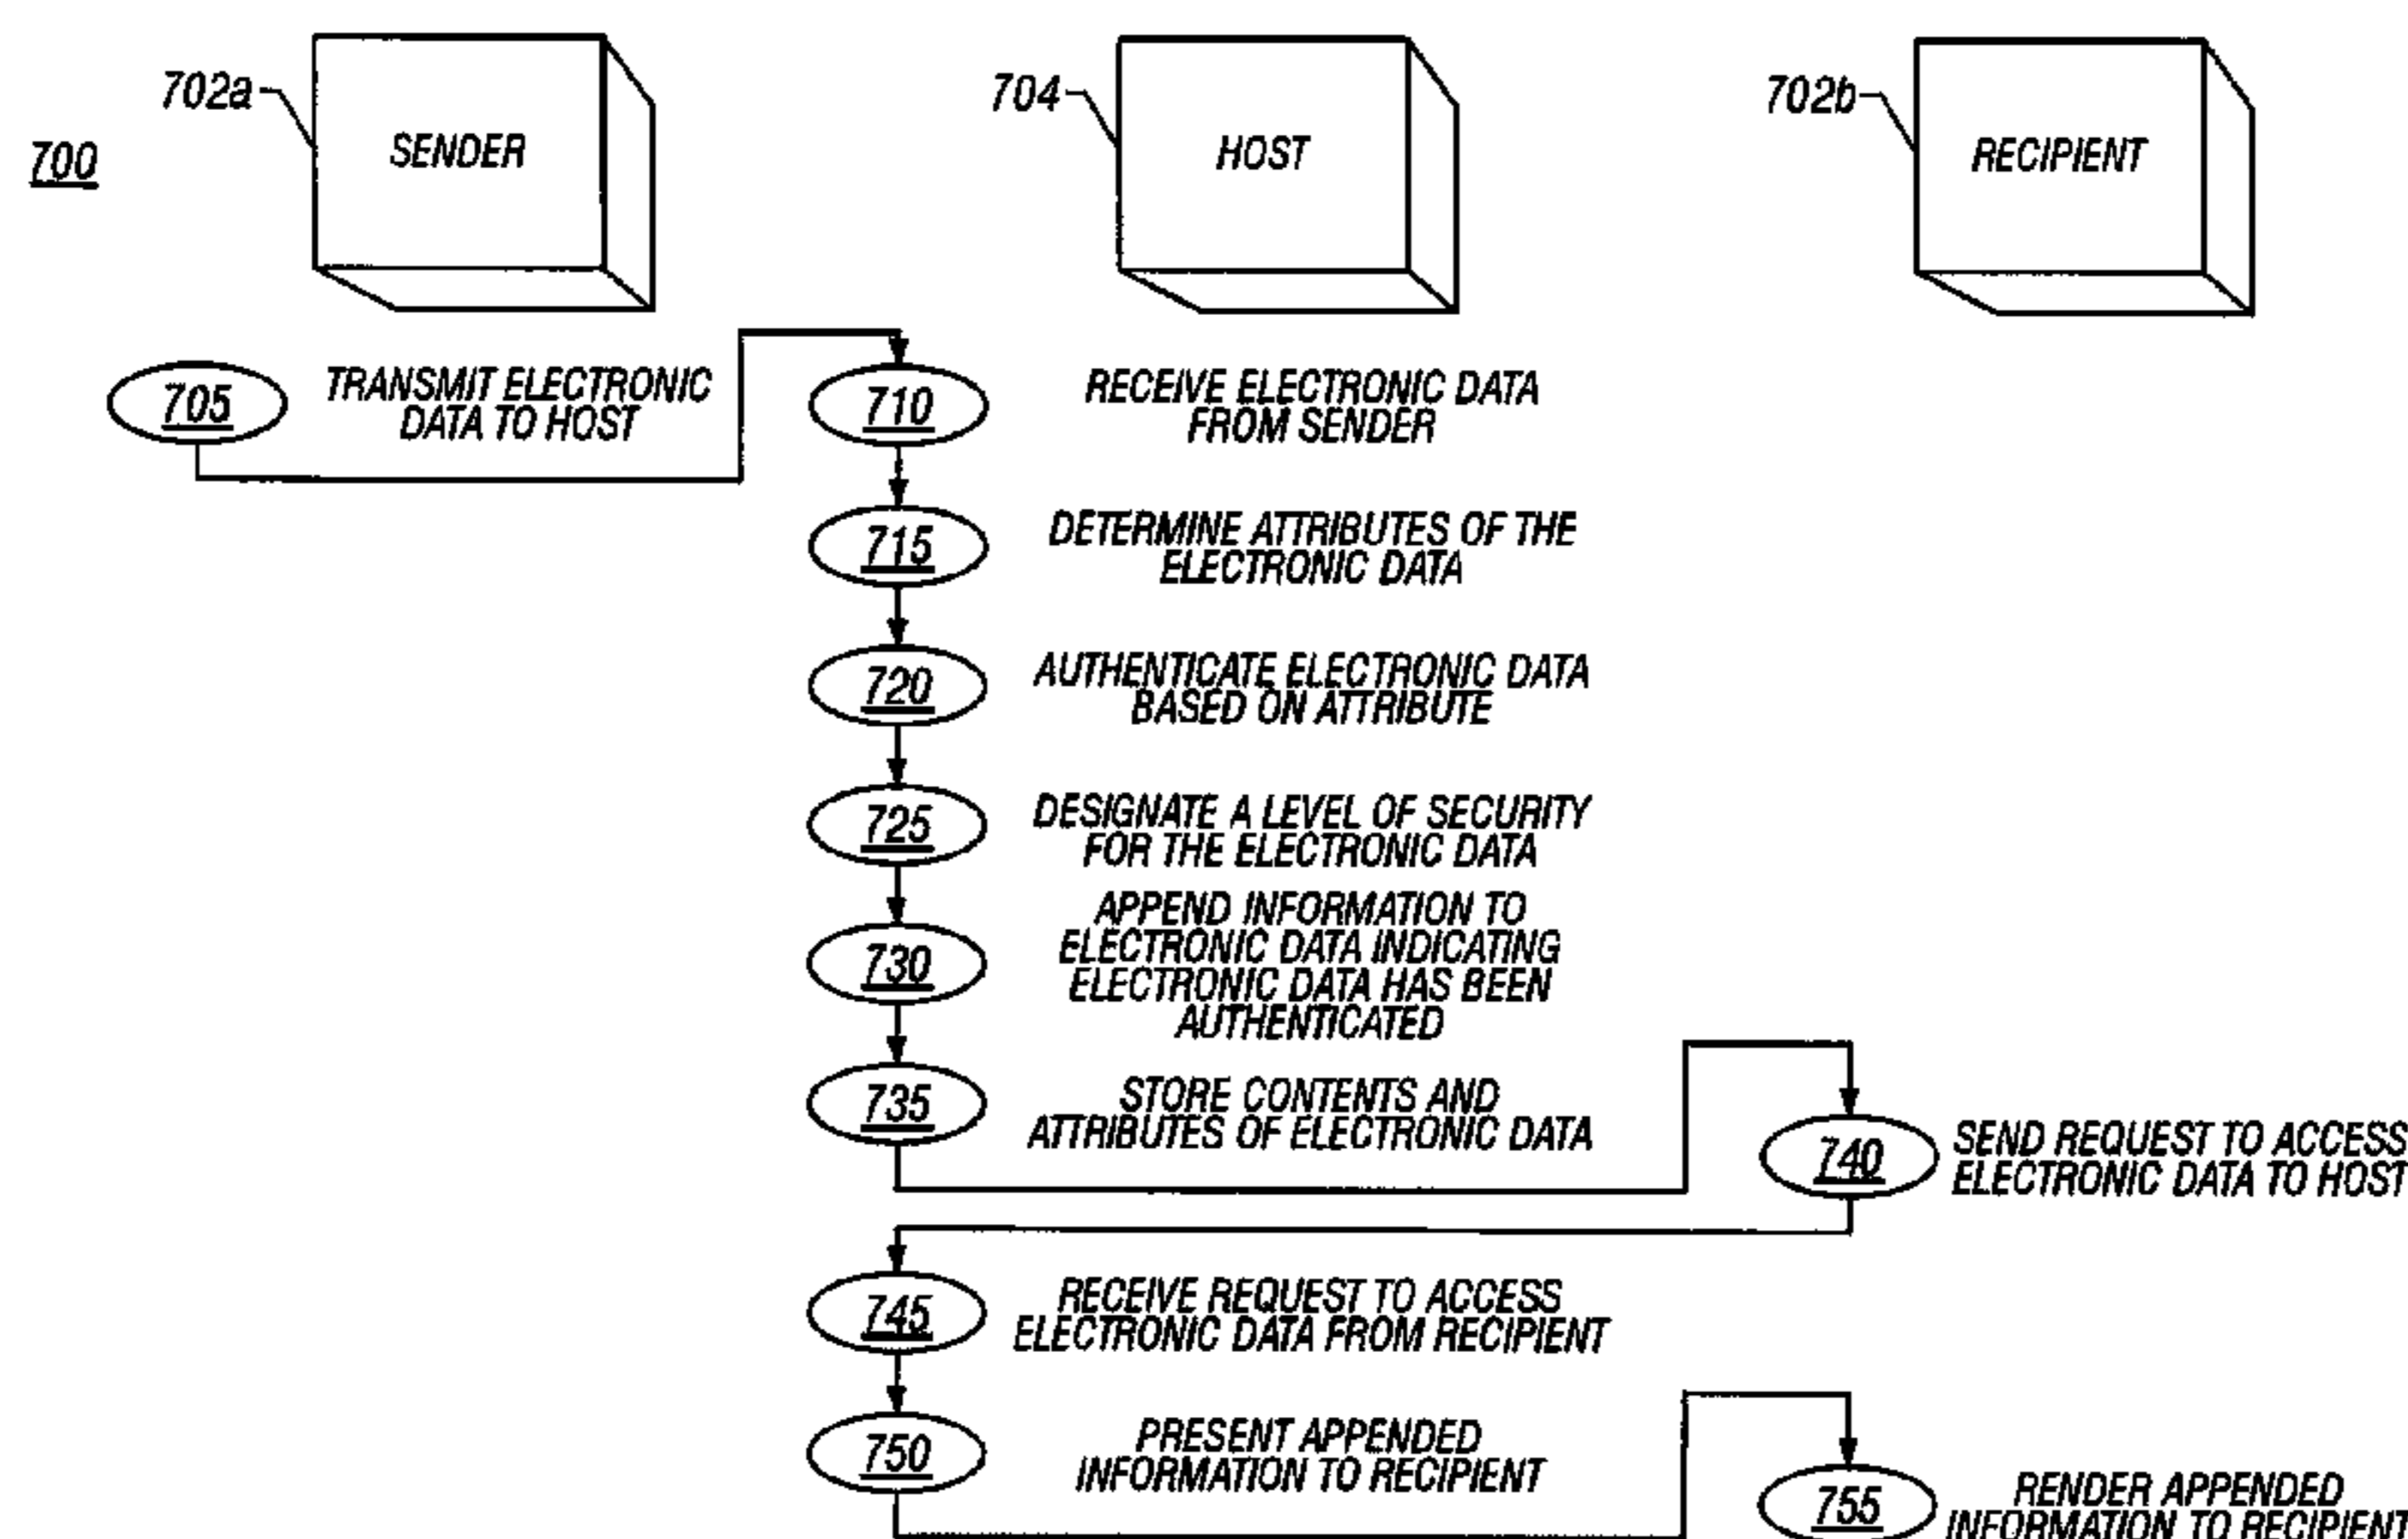 702a
SENDER
704
HOST
702b
RECIPIENT
700
705
TRANSMIT ELECTRONIC
DATA TO HOST
710
RECEIVE ELECTRONIC DATA
FROM SENDER
715
DETERMINE ATTRIBUTES OF THE
ELECTRONIC DATA
720
AUTHENTICATE ELECTRONIC DATA
BASED ON ATTRIBUTE
725
DESIGNATE A LEVEL OF SECURITY
FOR THE ELECTRONIC DATA
730
APPEND INFORMATION TO
ELECTRONIC DATA INDICATING
ELECTRONIC DATA HAS BEEN
AUTHENTICATED
735
STORE CONTENTS AND
ATTRIBUTES OF ELECTRONIC DATA
740
SEND REQUEST TO ACCESS
ELECTRONIC DATA TO HOST
745
RECEIVE REQUEST TO ACCESS
ELECTRONIC DATA FROM RECIPIENT
750
PRESENT APPENDED
INFORMATION TO RECIPIENT
755
RENDER APPENDED
INFORMATION TO RECIPIENT